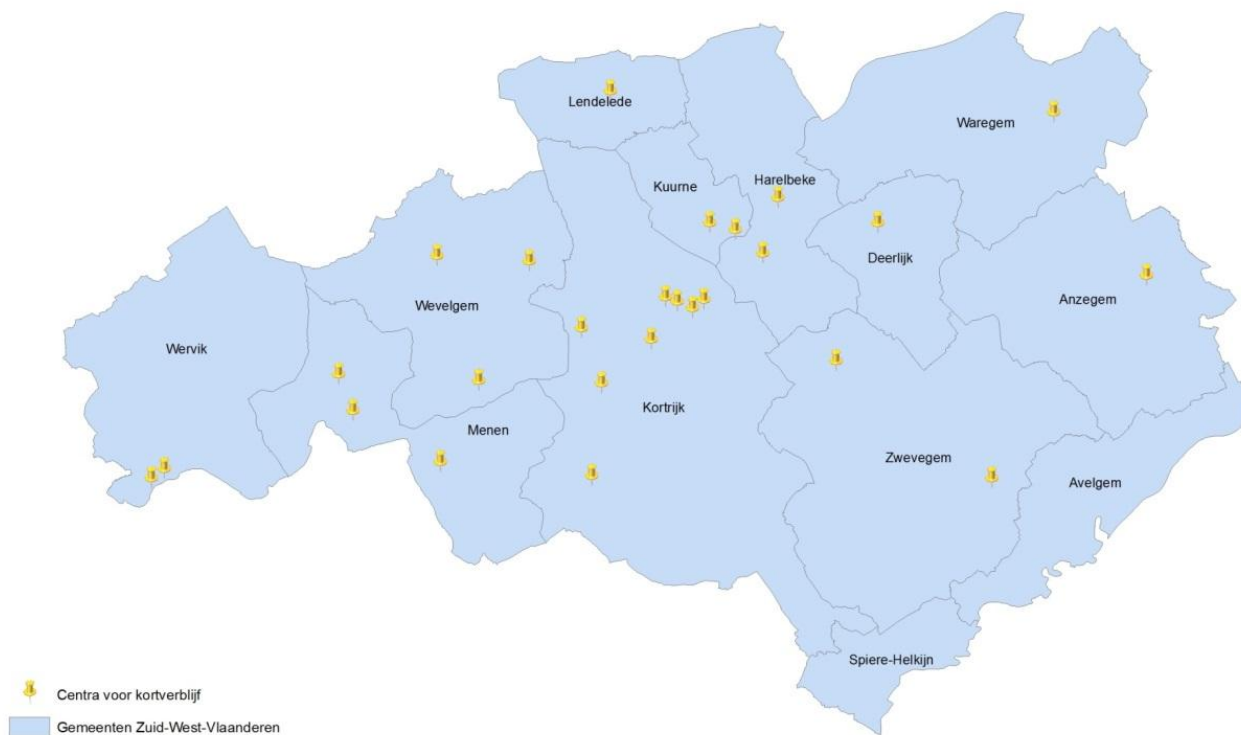 Lendelede
Waregem
Kuurne
Harelbeke
Deerlijk
Anzegem
Wevelgem
Wervik
Kortrijk
Menen
Zwevegem
Avelgem
Spiere-Helkijn
Centra voor kortverblijf
Gemeenten Zuid-West-Vlaanderen